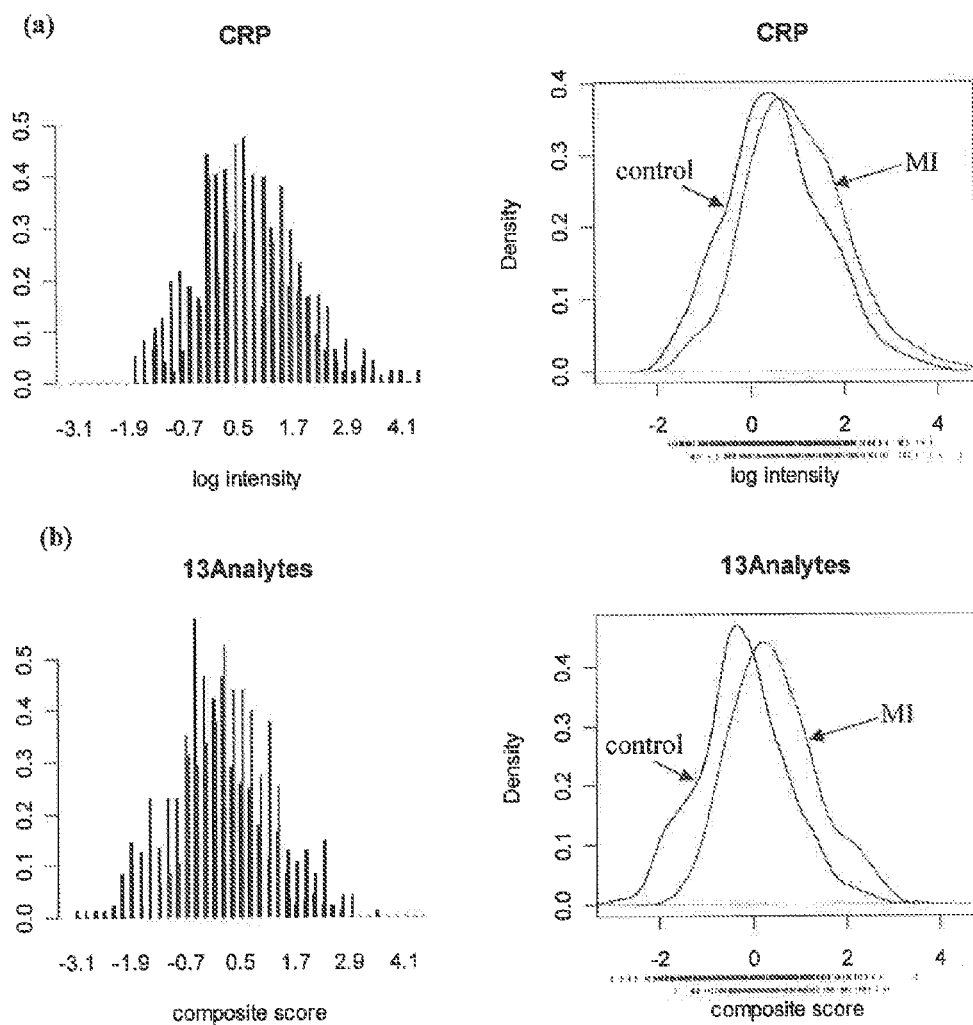 (a)
CRP
0.5
0.4
0.3
0.2
0.1
0.0
-3.1 -1.9 -0.7 0.5 1.7 2.9 4.1
log intensity
CRP
0.4
0.3
0.2
0.1
0.0
Density
control
MI
-2 0 2 4
log intensity
(b)
13Analytes
0.5
0.4
0.3
0.2
0.1
0.0
-3.1 -1.9 -0.7 0.5 1.7 2.9 4.1
composite score
13Analytes
0.4
0.3
0.2
0.1
0.0
Density
control
MI
-2 0 2 4
composite score